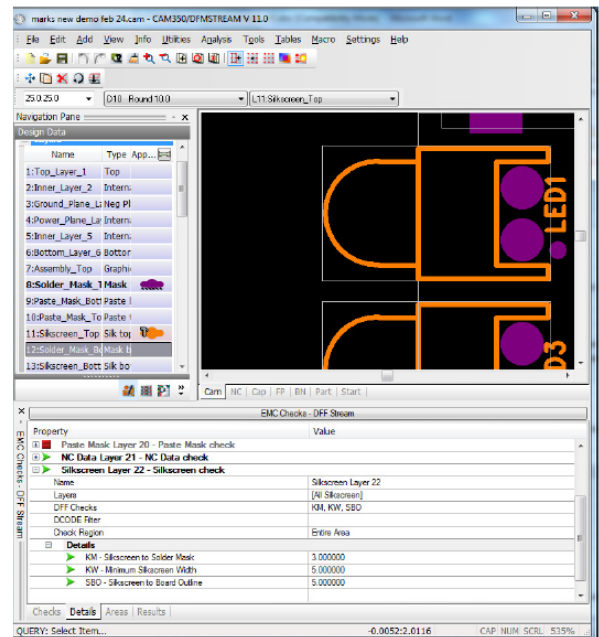 marks new demo feb 24.cam - CAM350/DFMSTREAM V 11.0
File Edit Add View Info Utilities Analysis Tools Tables Macro Settings Help
25.0:25.0 D10 Round 10.0 L11:Silkscreen_Top
Navigation Pane
Design Data
Name Type App...
1:Top_Layer_1 Top
2:Inner_Layer_2 Intern:
3:Ground_Plane_L: Neg Pl
4:Power_Plane_La Intern:
5:Inner_Layer_5 Intern:
6:Bottom_Layer_6 Bottor
7:Assembly_Top Graphi
8:Solder_Mask_1 Mask
9:Paste_Mask_Bott Paste l
10:Paste_Mask_To Paste t
11:Silkscreen_Top Silk top
12:Solder_Mask_Bo Mask b
13:Silkscreen_Bott Silk bo
LED1
D3
Cam NC Cap FP BN Part Start
EMC Checks - DFF Stream
EMC Checks - DFF Stream
Property Value
Paste Mask Layer 20 - Paste Mask check
NC Data Layer 21 - NC Data check
Silkscreen Layer 22 - Silkscreen check
Name Silkscreen Layer 22
Layers [All Silkscreen]
DFF Checks KM, KW, SBO
DCODE Filter
Check Region Entire Area
Details
KM - Silkscreen to Solder Mask 3.000000
KW - Minimum Silkscreen Width 5.000000
SBO - Silkscreen to Board Outline 5.000000
Checks Details Areas Results
QUERY: Select Item... -0.0052:2.0116 CAP NUM SCRL 535%